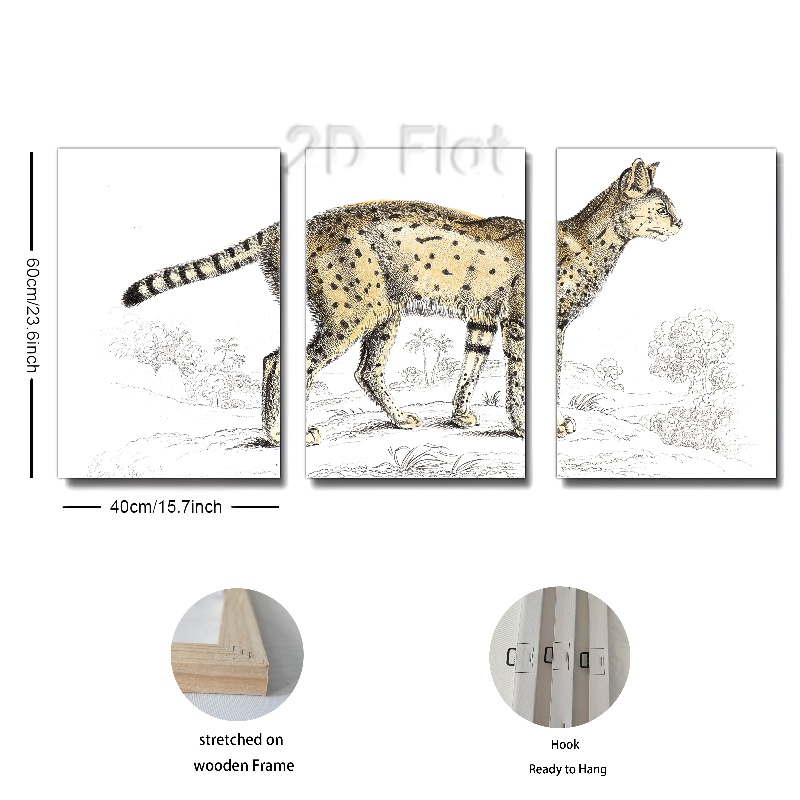 2D Flat
60cm/23.6inch
40cm/15.7inch
stretched on
wooden Frame
Hook
Ready to Hang